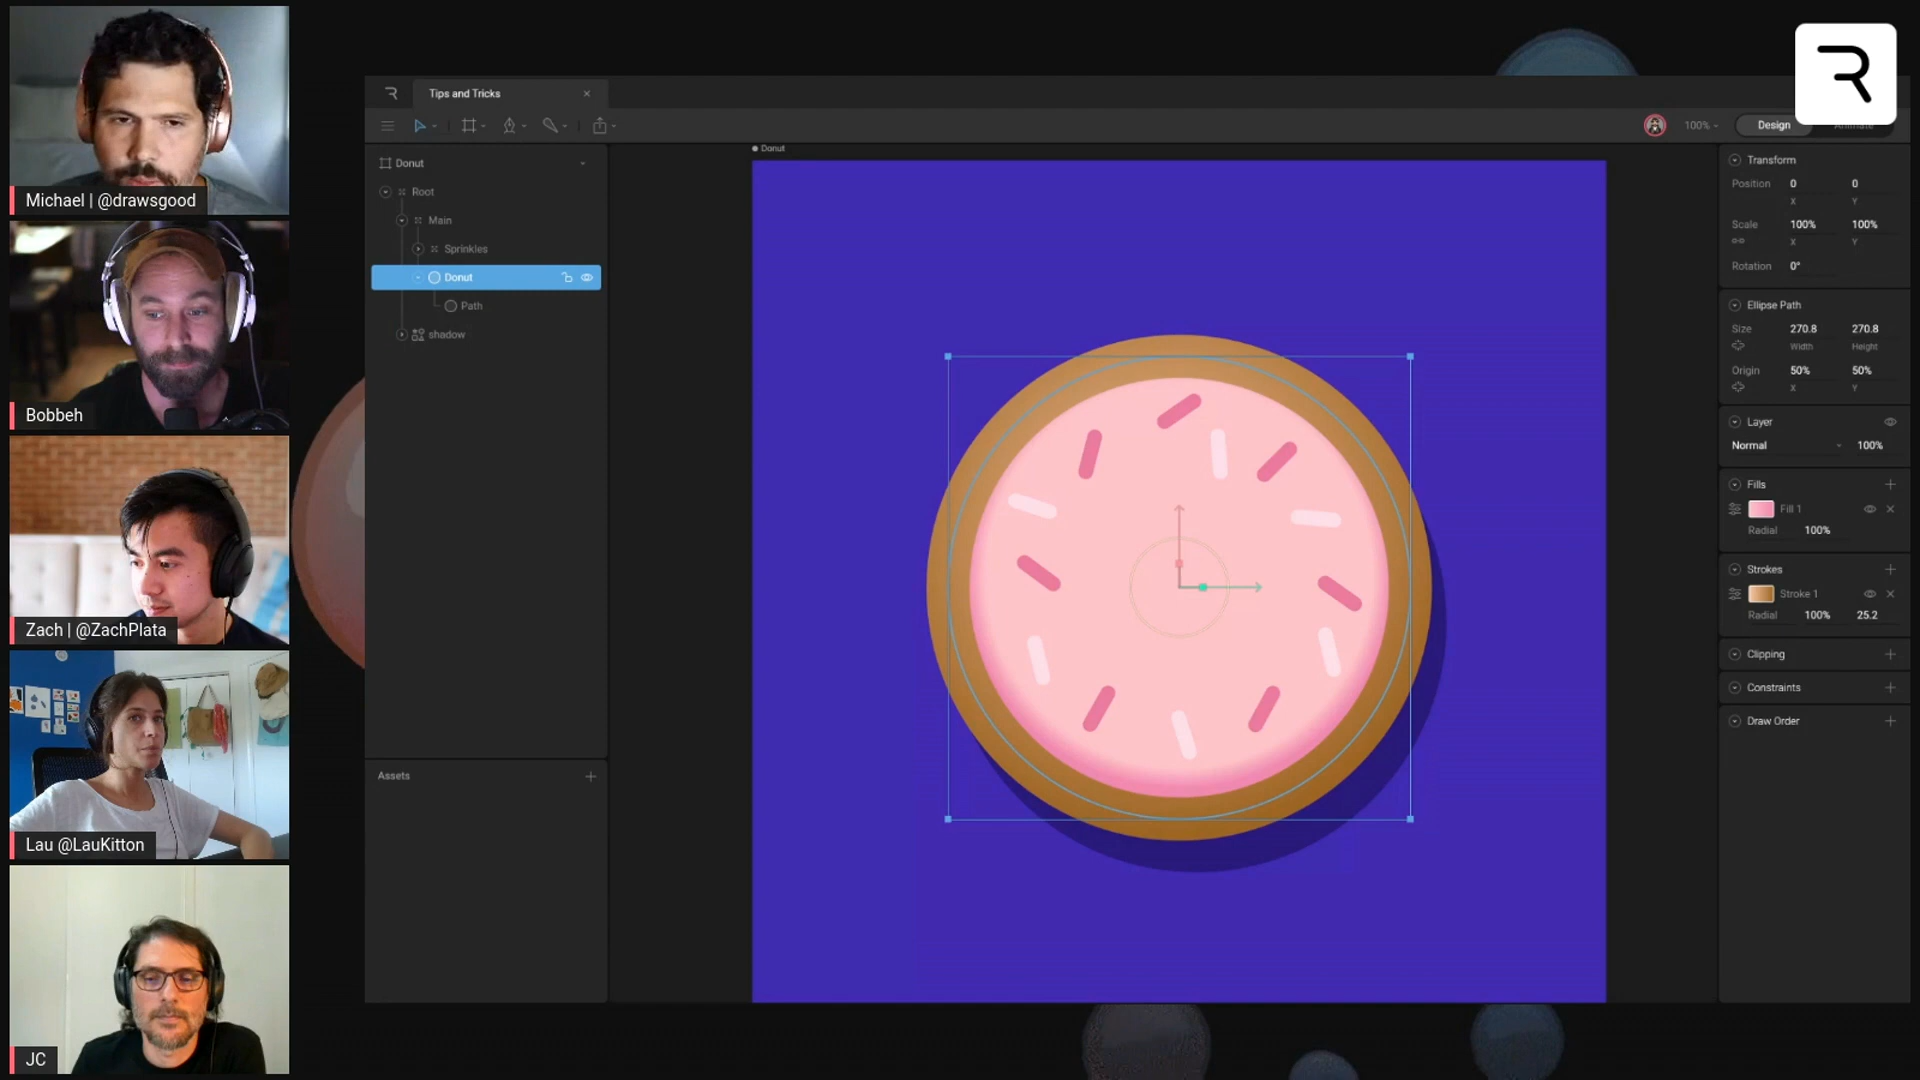 Michael | @drawsgood
Bobbeh
Zach | @ZachPlata
Lau @LauKitton
JC
Tips and Tricks
100%
Design
Animate
Donut
Root
Main
Sprinkles
Donut
Path
shadow
Assets
Donut
Transform
Position 0 0
X Y
Scale 100% 100%
X Y
Rotation 0°
Ellipse Path
Size 270.8 270.8
Width Height
Origin 50% 50%
X Y
Layer
Normal 100%
Fills
Fill 1
Radial 100%
Strokes
Stroke 1
Radial 100% 25.2
Clipping
Constraints
Draw Order